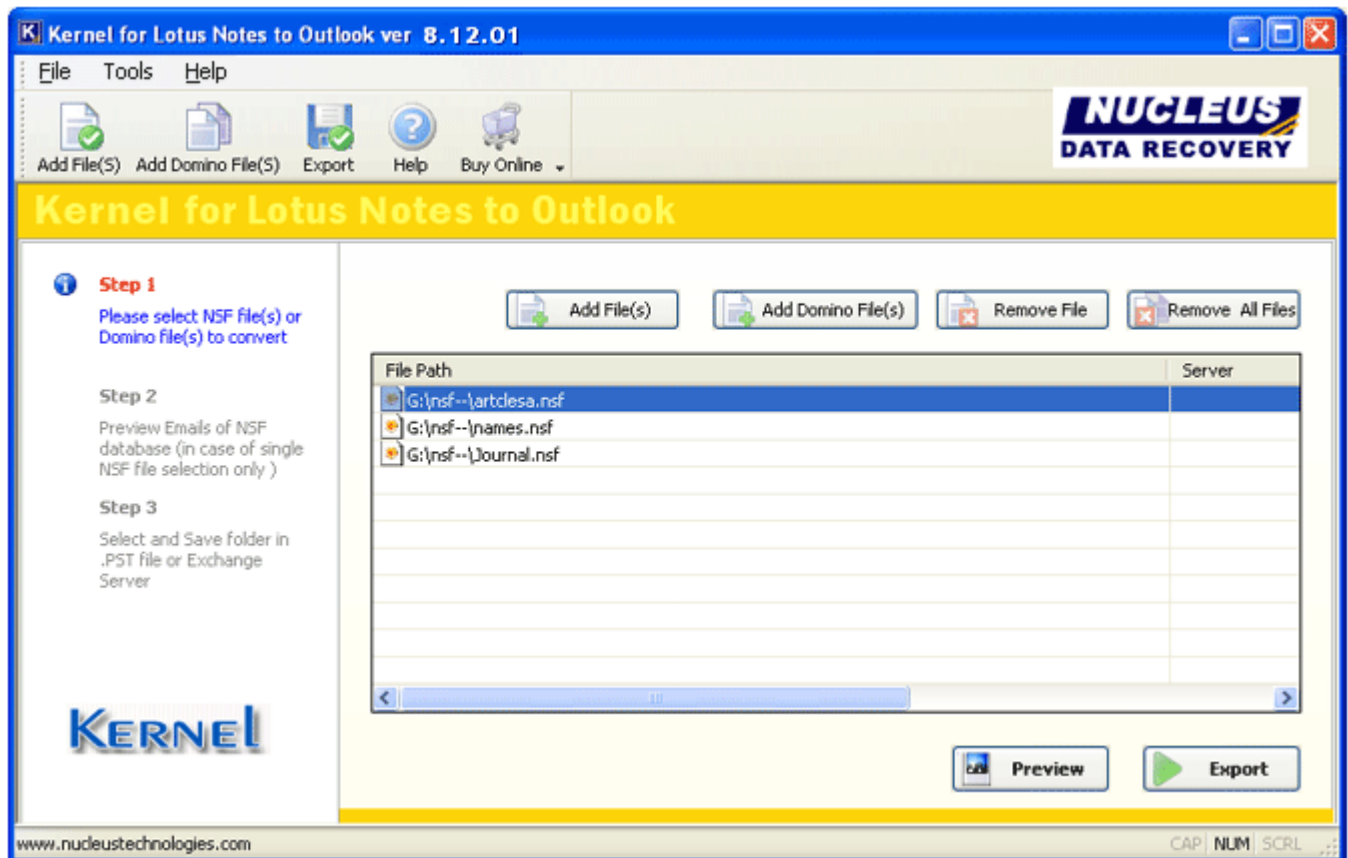 Kernel for Lotus Notes to Outlook ver 8.12.01
File Tools Help
NUCLEUS
DATA RECOVERY
Add File(S) Add Domino File(S) Export Help Buy Online
Kernel for Lotus Notes to Outlook
Step 1
Please select NSF file(s) or
Domino file(s) to convert
Step 2
Preview Emails of NSF
database (in case of single
NSF file selection only )
Step 3
Select and Save folder in
.PST file or Exchange
Server
KERNEl
Add File(s) Add Domino File(s) Remove File Remove All Files
File Path Server
G:\nsf--\artclesa.nsf
G:\nsf--\names.nsf
G:\nsf--\Journal.nsf
Preview Export
www.nucleustechnologies.com CAP NUM SCRL